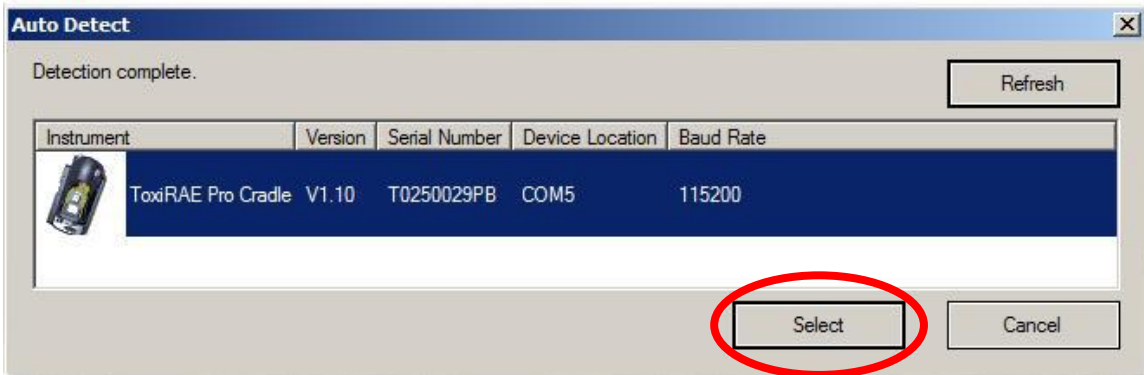 Auto Detect
Detection complete.
Refresh
Instrument Version Serial Number Device Location Baud Rate
ToxiRAE Pro Cradle V1.10 T0250029PB COM5 115200
Select Cancel